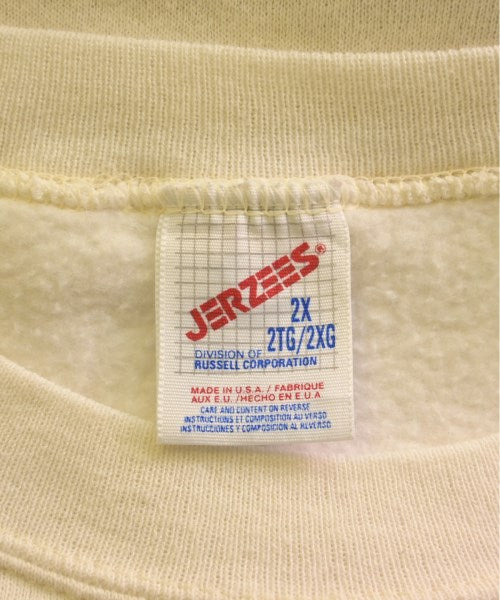 JERZEES®
2X
2TG/2XG
DIVISION OF
RUSSELL CORPORATION
MADE IN U.S.A. / FABRIQUE
AUX E.U. /HECHO EN E.U.A.
CARE AND CONTENT ON REVERSE
INSTRUCTIONS ET COMPOSITION AU VERSO
INSTRUCCIONES Y COMPOSICION AL REVERSO